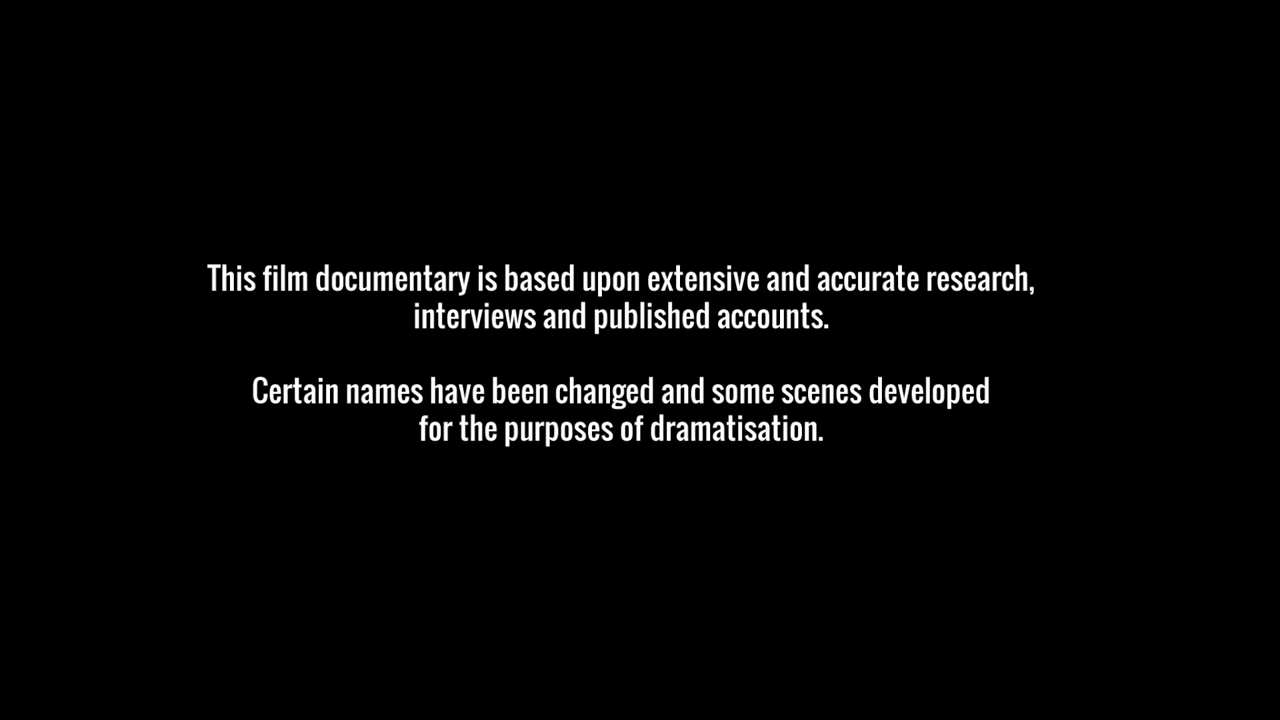 This film documentary is based upon extensive and accurate research,
interviews and published accounts.
Certain names have been changed and some scenes developed
for the purposes of dramatisation.